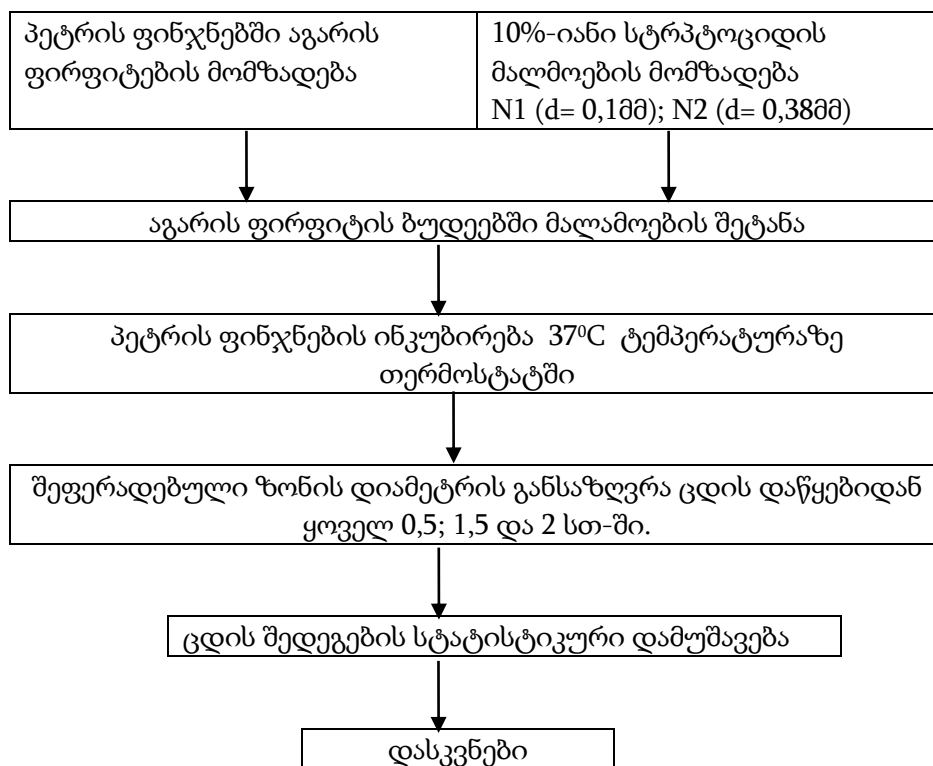 პეტრის ფინჯნებში აგარის
ფირფიტების მომზადება
10%-იანი სტრპტოციდის
მალმოების მომზადება
N1 (d= 0,1მმ); N2 (d= 0,38მმ)
აგარის ფირფიტის ბუდეებში მალამოების შეტანა
პეტრის ფინჯნების ინკუბირება 37⁰C ტემპერატურაზე
თერმოსტატში
შეფერადებული ზონის დიამეტრის განსაზღვრა ცდის დაწყებიდან
ყოველ 0,5; 1,5 და 2 სთ-ში.
ცდის შედეგების სტატისტიკური დამუშავება
დასკვნები